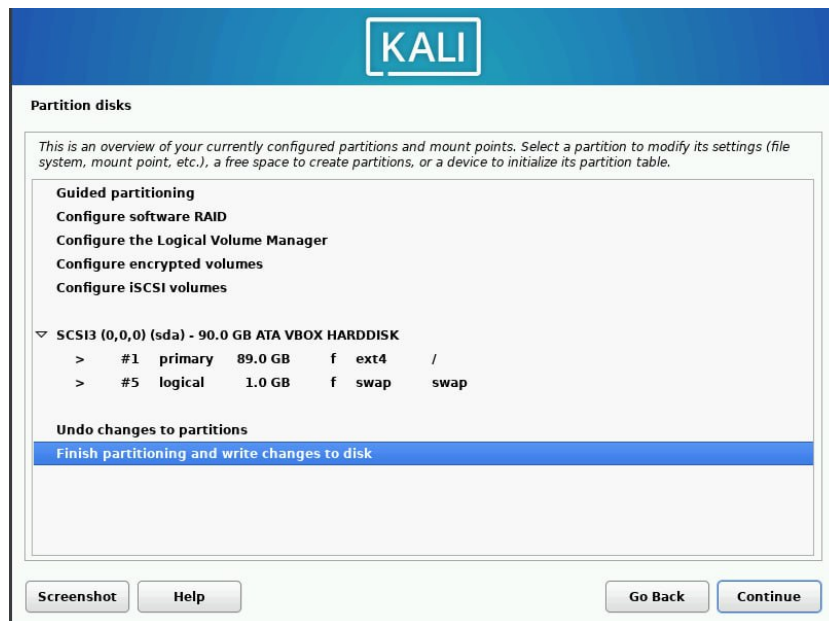 KALI
Partition disks
This is an overview of your currently configured partitions and mount points. Select a partition to modify its settings (file
system, mount point, etc.), a free space to create partitions, or a device to initialize its partition table.
Guided partitioning
Configure software RAID
Configure the Logical Volume Manager
Configure encrypted volumes
Configure iSCSI volumes
SCSI3 (0,0,0) (sda) - 90.0 GB ATA VBOX HARDDISK
> #1 primary 89.0 GB f ext4 /
> #5 logical 1.0 GB f swap swap
Undo changes to partitions
Finish partitioning and write changes to disk
Screenshot Help Go Back Continue